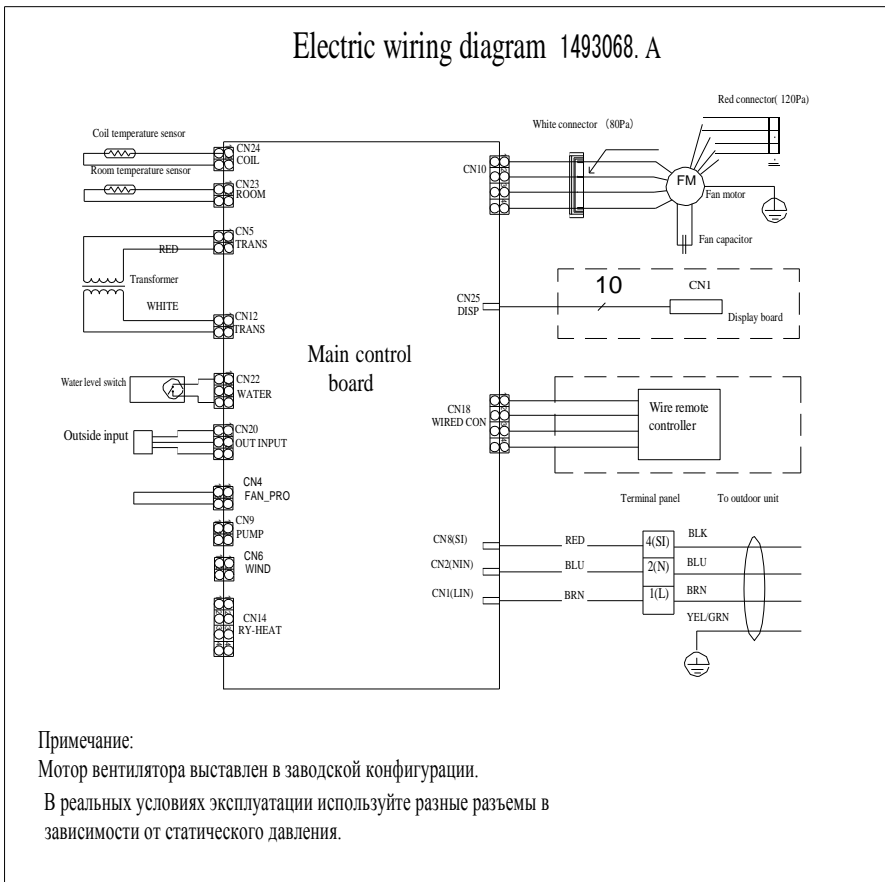 Electric wiring diagram 1493068. A
Coil temperature sensor
CN24
COIL
Room temperature sensor
CN23
ROOM
CN5
TRANS
RED
Transformer
WHITE
CN12
TRANS
Water level switch
CN22
WATER
Outside input
CN20
OUT INPUT
CN4
FAN_PRO
CN9
PUMP
CN6
WIND
CN14
RY-HEAT
Main control
board
Red connector( 120Pa)
White connector (80Pa)
CN10
FM
Fan motor
Fan capacitor
CN25
DISP
10
CN1
Display board
CN18
WIRED CON
Wire remote
controller
Terminal panel
To outdoor unit
CN8(SI)
RED
4(SI)
BLK
CN2(NIN)
BLU
2(N)
BLU
CN1(LIN)
BRN
1(L)
BRN
YEL/GRN
Примечание:
Мотор вентилятора выставлен в заводской конфигурации.
В реальных условиях эксплуатации используйте разные разъемы в
зависимости от статического давления.